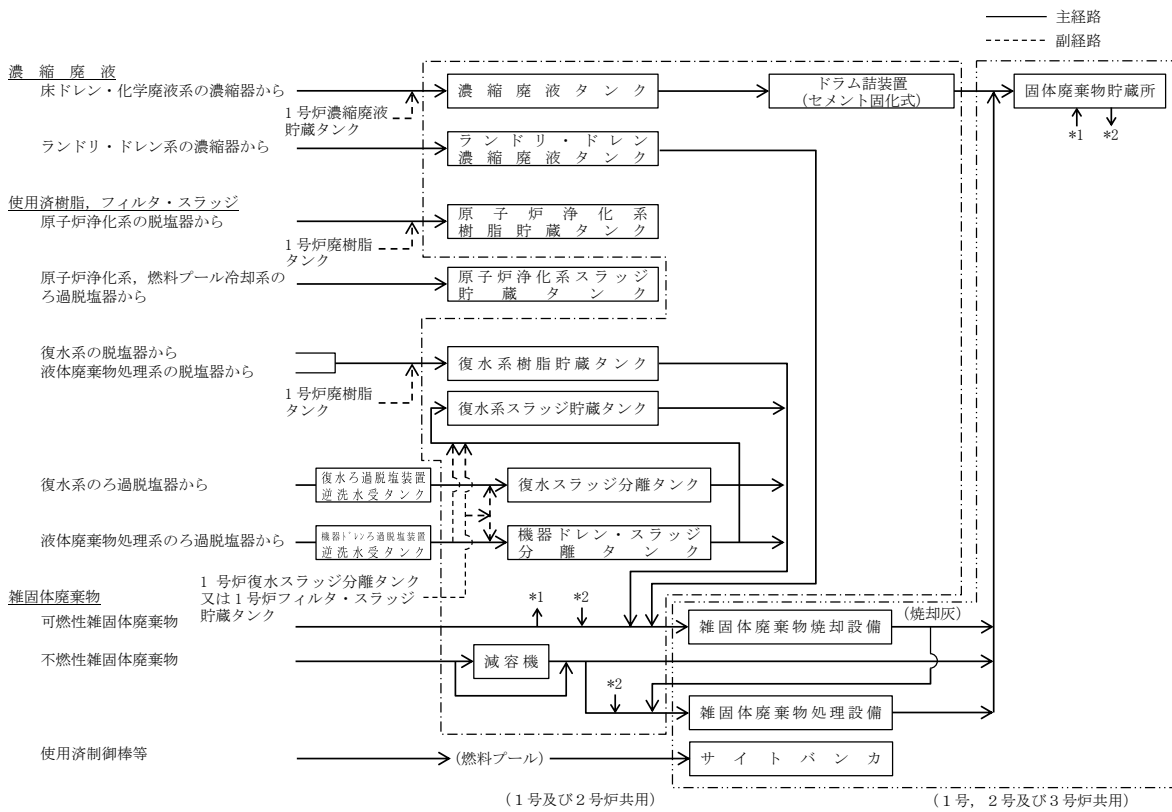 主経路
副経路
濃縮廃液
床ドレン・化学廃液系の濃縮器から
1号炉濃縮廃液
貯蔵タンク
濃縮廃液タンク
ドラム詰装置
(セメント固化式)
固体廃棄物貯蔵所
*1
*2
ランドリ・ドレン系の濃縮器から
ランドリ・ドレン
濃縮廃液タンク
使用済樹脂，フィルタ・スラッジ
原子炉浄化系の脱塩器から
1号炉廃樹脂
タンク
原子炉浄化系
樹脂貯蔵タンク
原子炉浄化系，燃料プール冷却系の
ろ過脱塩器から
原子炉浄化系スラッジ
貯蔵タンク
復水系の脱塩器から
液体廃棄物処理系の脱塩器から
1号炉廃樹脂
タンク
復水系樹脂貯蔵タンク
復水系スラッジ貯蔵タンク
復水系のろ過脱塩器から
復水ろ過脱塩装置
逆洗水受タンク
復水スラッジ分離タンク
液体廃棄物処理系のろ過脱塩器から
機器ﾄﾞﾚﾝろ過脱塩装置
逆洗水受タンク
機器ドレン・スラッジ
分離タンク
1号炉復水スラッジ分離タンク
又は1号炉フィルタ・スラッジ
貯蔵タンク
雑固体廃棄物
可燃性雑固体廃棄物
*1
*2
雑固体廃棄物焼却設備
(焼却灰)
不燃性雑固体廃棄物
減容機
*2
雑固体廃棄物処理設備
使用済制御棒等
(燃料プール)
サイトバンカ
(1号及び2号炉共用)
(1号，2号及び3号炉共用)